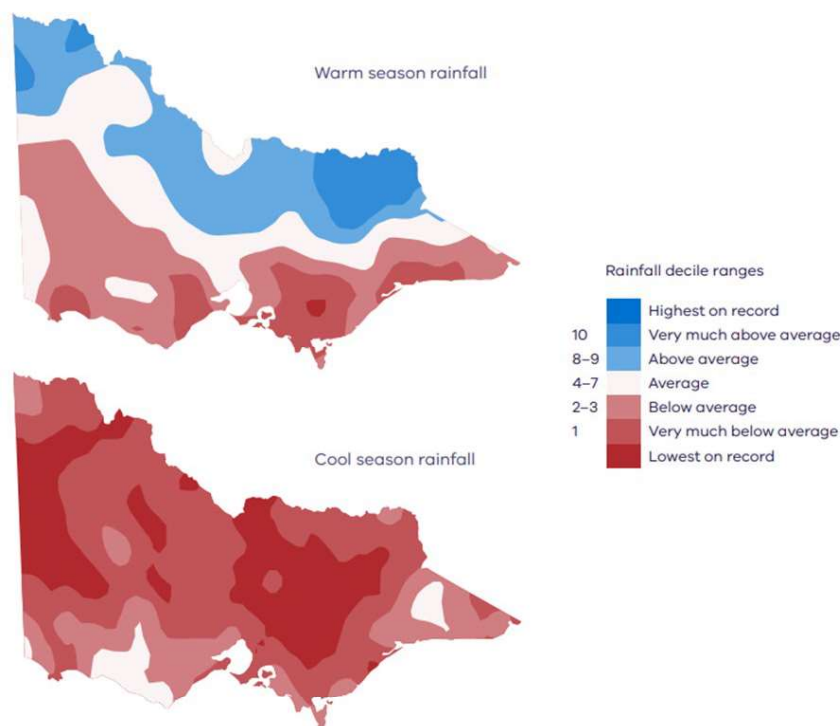 Warm season rainfall
Rainfall decile ranges
Highest on record
10 Very much above average
8–9 Above average
4–7 Average
2–3 Below average
1 Very much below average
Lowest on record
Cool season rainfall